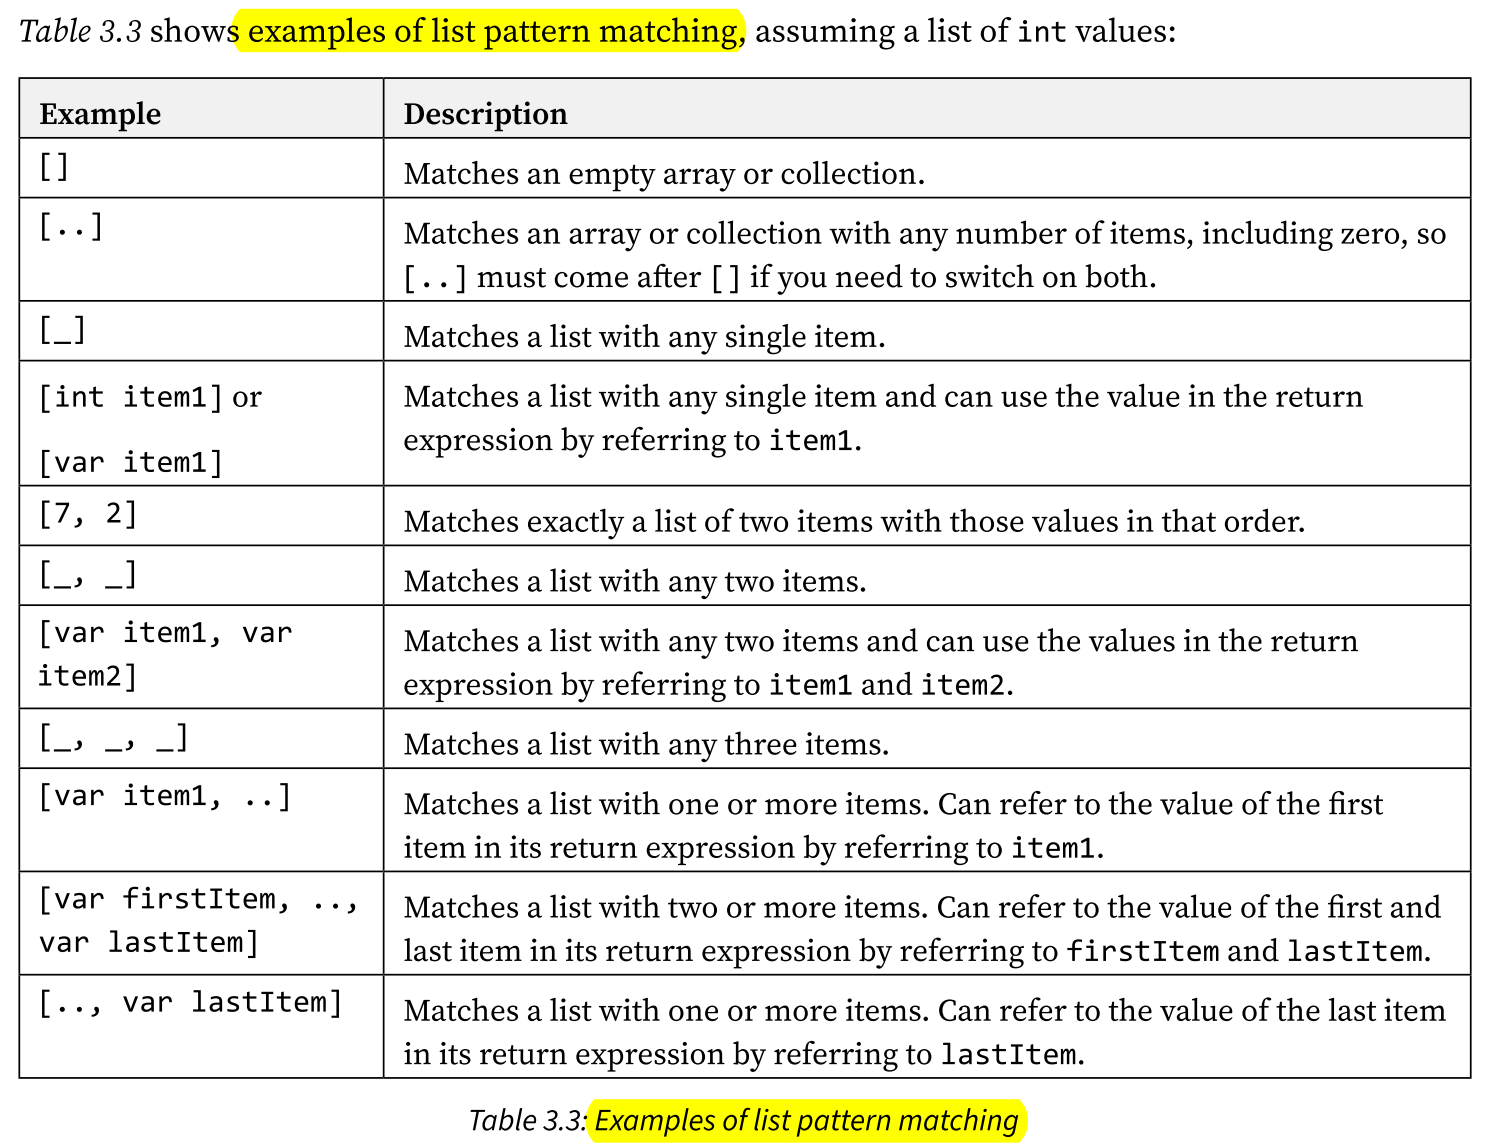 Table 3.3 shows examples of list pattern matching, assuming a list of int values:
Example Description
[] Matches an empty array or collection.
[..] Matches an array or collection with any number of items, including zero, so
[..] must come after [] if you need to switch on both.
[_] Matches a list with any single item.
[int item1] or Matches a list with any single item and can use the value in the return
expression by referring to item1.
[var item1]
[7, 2] Matches exactly a list of two items with those values in that order.
[_, _] Matches a list with any two items.
[var item1, var Matches a list with any two items and can use the values in the return
item2] expression by referring to item1 and item2.
[_, _, _] Matches a list with any three items.
[var item1, ..] Matches a list with one or more items. Can refer to the value of the first
item in its return expression by referring to item1.
[var firstItem, .., Matches a list with two or more items. Can refer to the value of the first and
var lastItem] last item in its return expression by referring to firstItem and lastItem.
[.., var lastItem] Matches a list with one or more items. Can refer to the value of the last item
in its return expression by referring to lastItem.
Table 3.3: Examples of list pattern matching